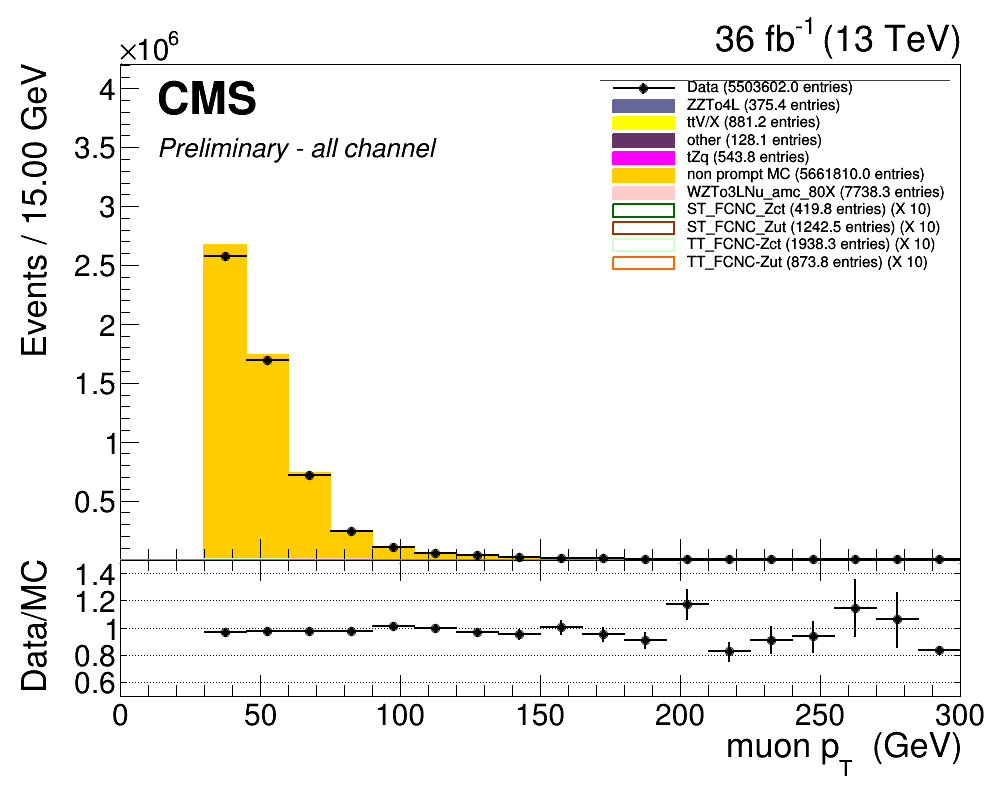 ×10^6
36 fb^-1 (13 TeV)
CMS
Preliminary - all channel
Data (5503602.0 entries)
ZZTo4L (375.4 entries)
ttV/X (881.2 entries)
other (128.1 entries)
tZq (543.8 entries)
non prompt MC (5661810.0 entries)
WZTo3LNu_amc_80X (7738.3 entries)
ST_FCNC_Zct (419.8 entries) (X 10)
ST_FCNC_Zut (1242.5 entries) (X 10)
TT_FCNC-Zct (1938.3 entries) (X 10)
TT_FCNC-Zut (873.8 entries) (X 10)
Events / 15.00 GeV
4
3.5
3
2.5
2
1.5
1
0.5
Data/MC
1.4
1.2
1
0.8
0.6
0 50 100 150 200 250 300
muon p_T (GeV)